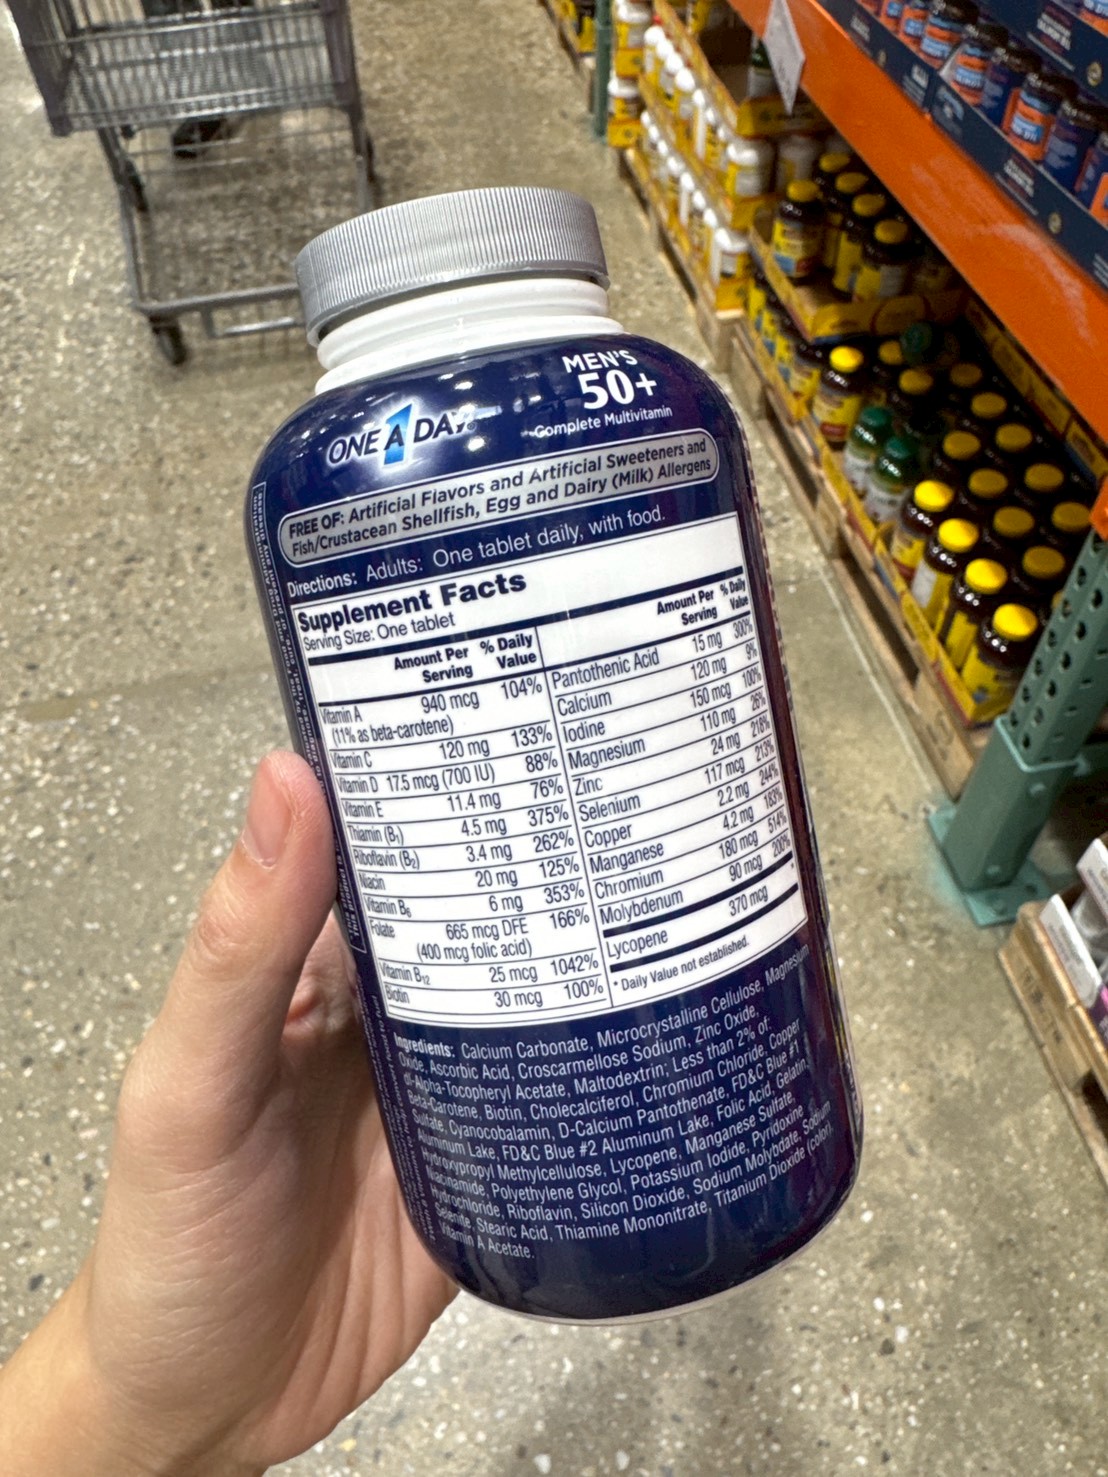 MEN'S
50+
Complete Multivitamin
ONE A DAY
FREE OF: Artificial Flavors and Artificial Sweeteners and
Fish/Crustacean Shellfish, Egg and Dairy (Milk) Allergens
Directions: Adults: One tablet daily, with food.
Supplement Facts
Serving Size: One tablet
Amount Per Serving % Daily Value
Vitamin A 940 mcg 104%
(11% as beta-carotene)
Vitamin C 120 mg 133%
Vitamin D 17.5 mcg (700 IU) 88%
Vitamin E 11.4 mg 76%
Thiamin (B1) 4.5 mg 375%
Riboflavin (B2) 3.4 mg 262%
Niacin 20 mg 125%
Vitamin B6 6 mg 353%
Folate 665 mcg DFE 166%
(400 mcg folic acid)
Vitamin B12 25 mcg 1042%
Biotin 30 mcg 100%
Amount Per Serving % Daily Value
Pantothenic Acid 15 mg 300%
Calcium 120 mg 9%
Iodine 150 mcg 100%
Magnesium 110 mg 26%
Zinc 24 mg 218%
Selenium 117 mcg 213%
Copper 2.2 mg 244%
Manganese 4.2 mg 183%
Chromium 180 mcg 514%
Molybdenum 90 mcg 200%
Lycopene 370 mcg *
* Daily Value not established.
Ingredients: Calcium Carbonate, Microcrystalline Cellulose, Magnesium
Oxide, Ascorbic Acid, Croscarmellose Sodium, Zinc Oxide,
dl-Alpha-Tocopheryl Acetate, Maltodextrin; Less than 2% of:
Beta-Carotene, Biotin, Cholecalciferol, Chromium Chloride, Copper
Sulfate, Cyanocobalamin, D-Calcium Pantothenate, FD&C Blue #1
Aluminum Lake, FD&C Blue #2 Aluminum Lake, Folic Acid, Gelatin,
Hydroxypropyl Methylcellulose, Lycopene, Manganese Sulfate,
Niacinamide, Polyethylene Glycol, Potassium Iodide, Pyridoxine
Hydrochloride, Riboflavin, Silicon Dioxide, Sodium Molybdate, Sodium
Selenite, Stearic Acid, Thiamine Mononitrate, Titanium Dioxide (color),
Vitamin A Acetate.